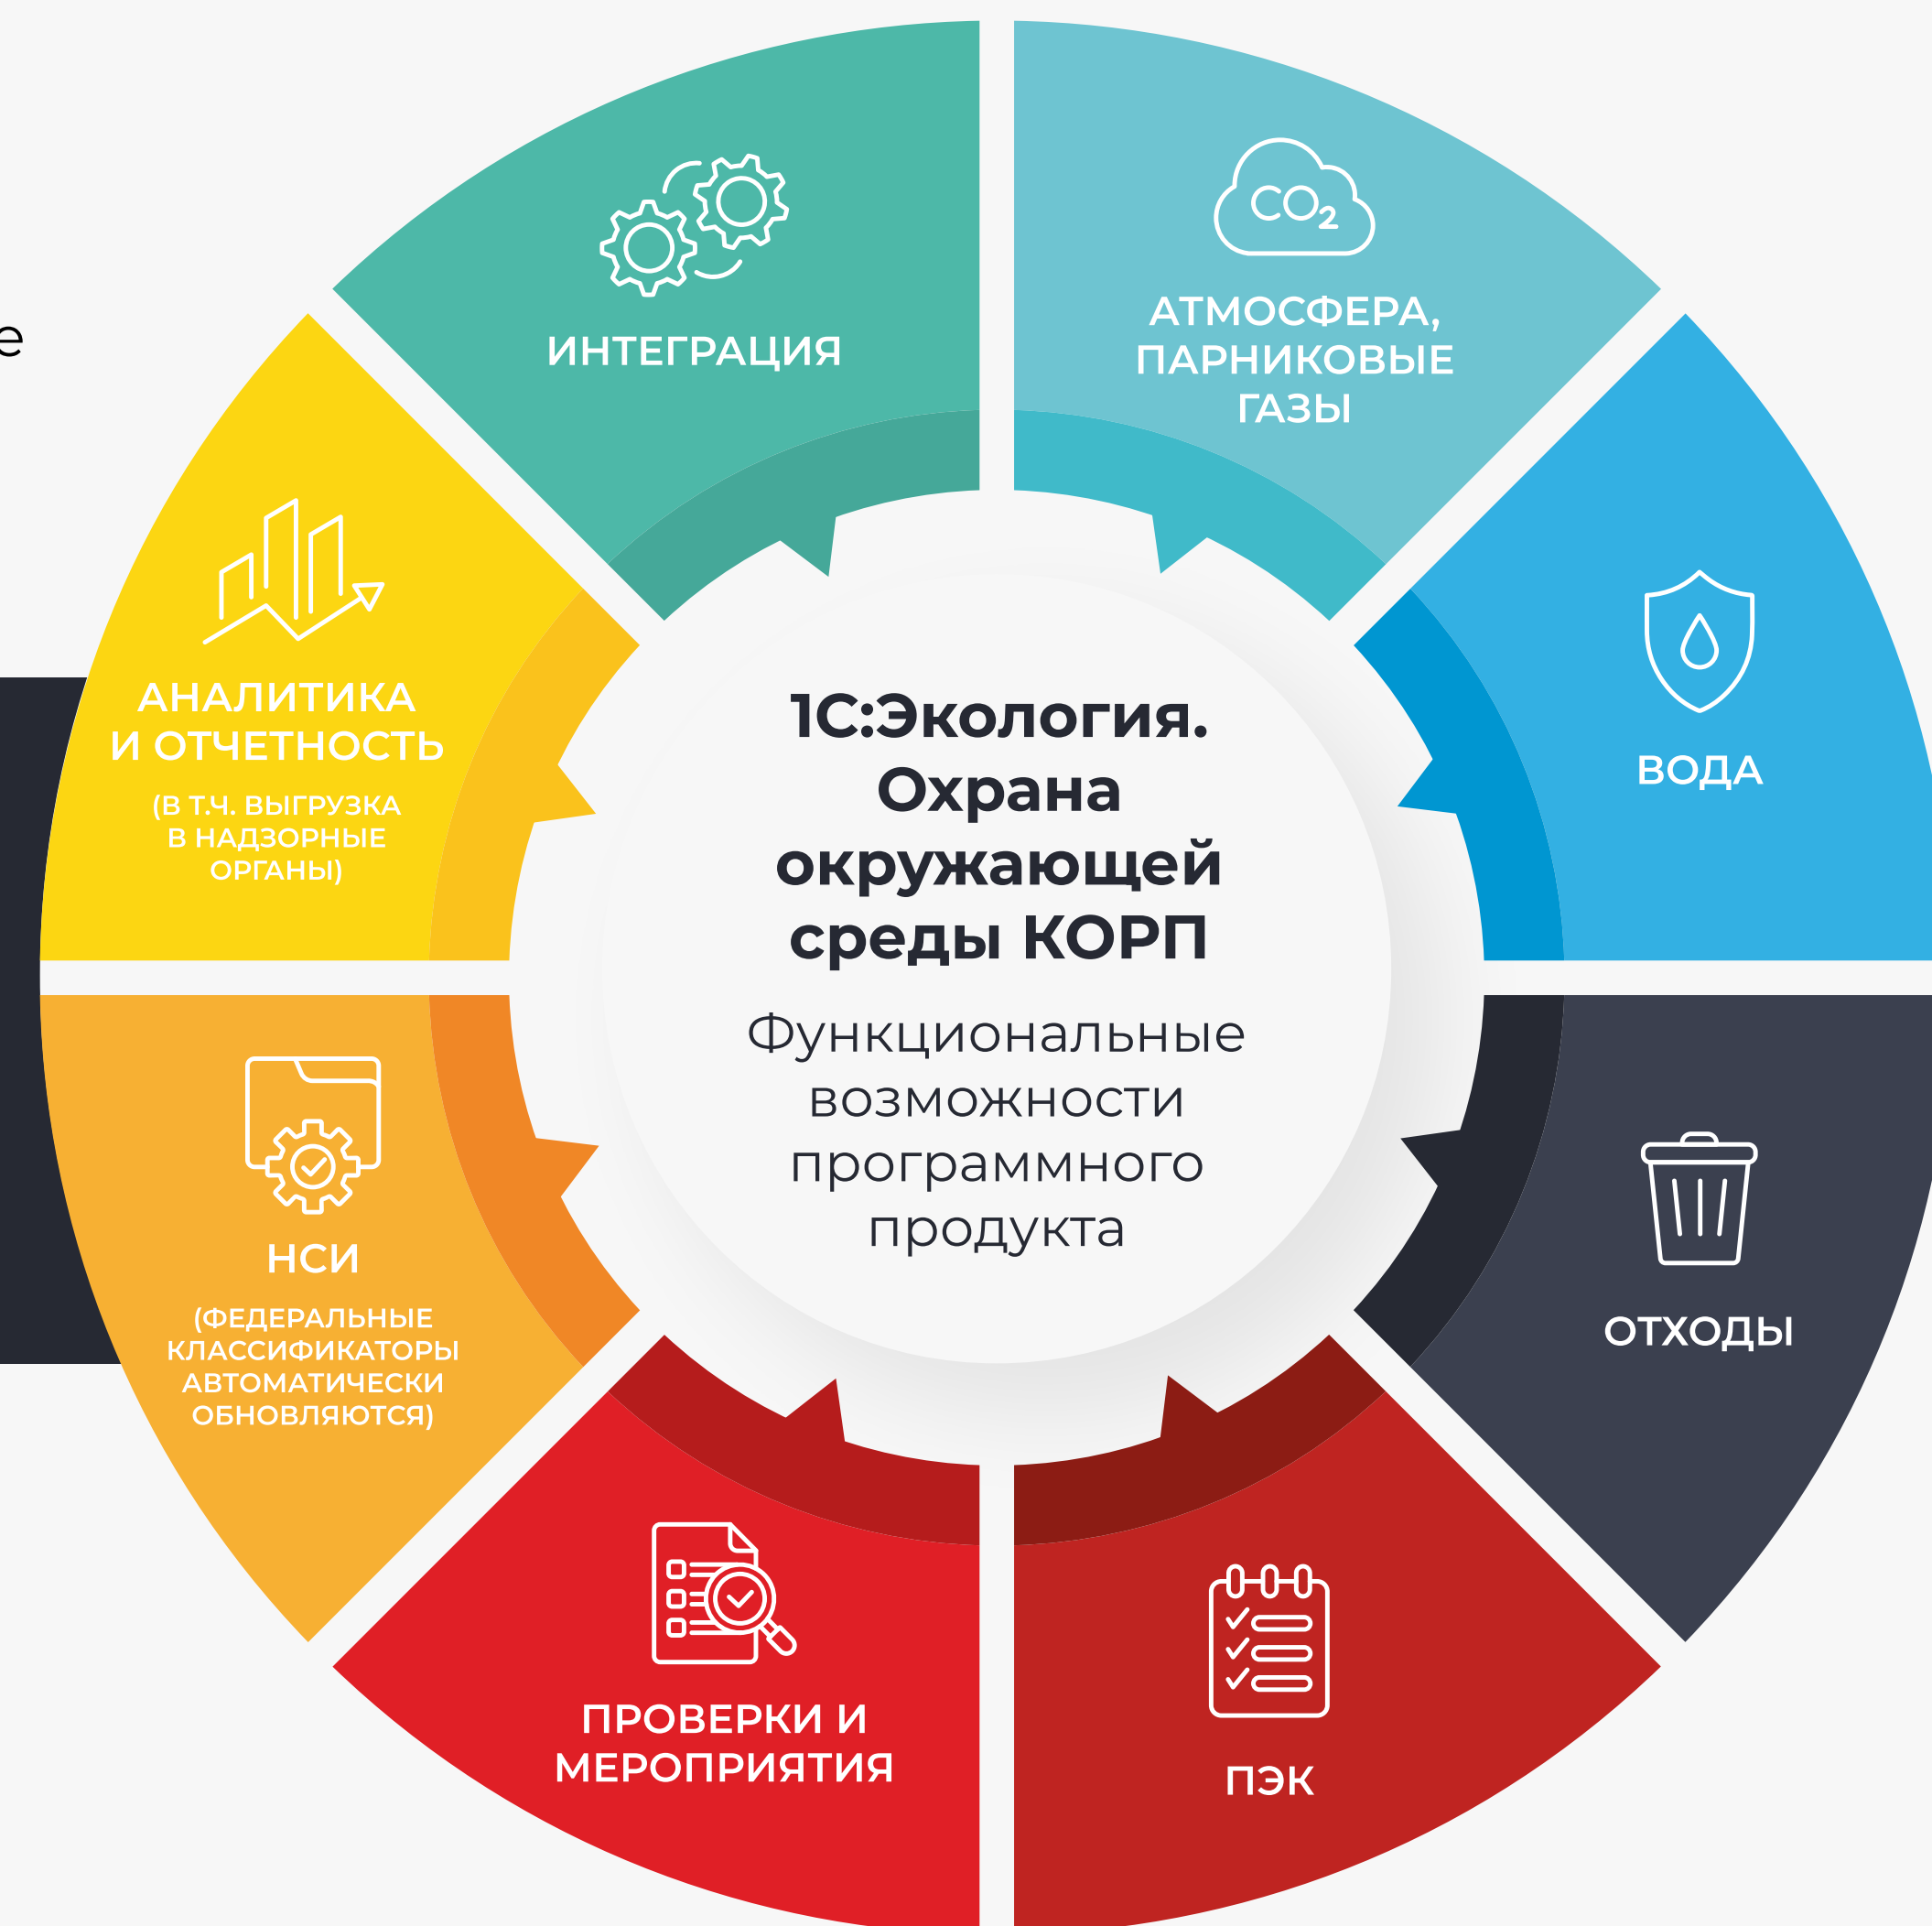 е
ИНТЕГРАЦИЯ
CO2
АТМОСФЕРА,
ПАРНИКОВЫЕ
ГАЗЫ
ВОДА
ОТХОДЫ
ПЭК
ПРОВЕРКИ И
МЕРОПРИЯТИЯ
НСИ
(ФЕДЕРАЛЬНЫЕ
КЛАССИФИКАТОРЫ
АВТОМАТИЧЕСКИ
ОБНОВЛЯЮТСЯ)
АНАЛИТИКА
И ОТЧЕТНОСТЬ
(В Т.Ч. ВЫГРУЗКА
В НАДЗОРНЫЕ
ОРГАНЫ)
1С:Экология.
Охрана
окружающей
среды КОРП
Функциональные
возможности
программного
продукта